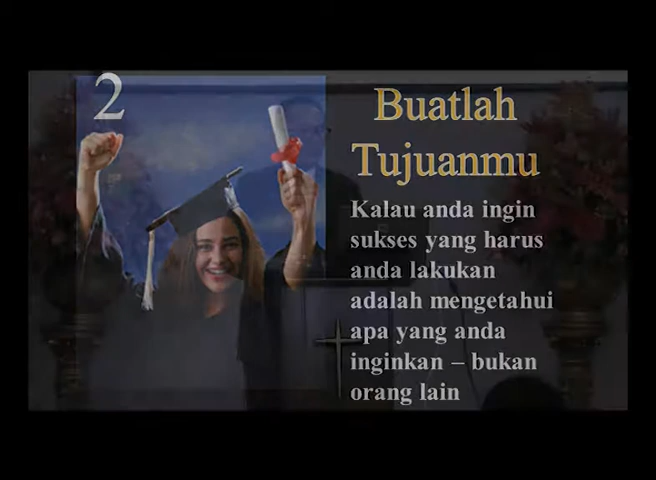 2
Buatlah
Tujuanmu
Kalau anda ingin
sukses yang harus
anda lakukan
adalah mengetahui
apa yang anda
inginkan – bukan
orang lain